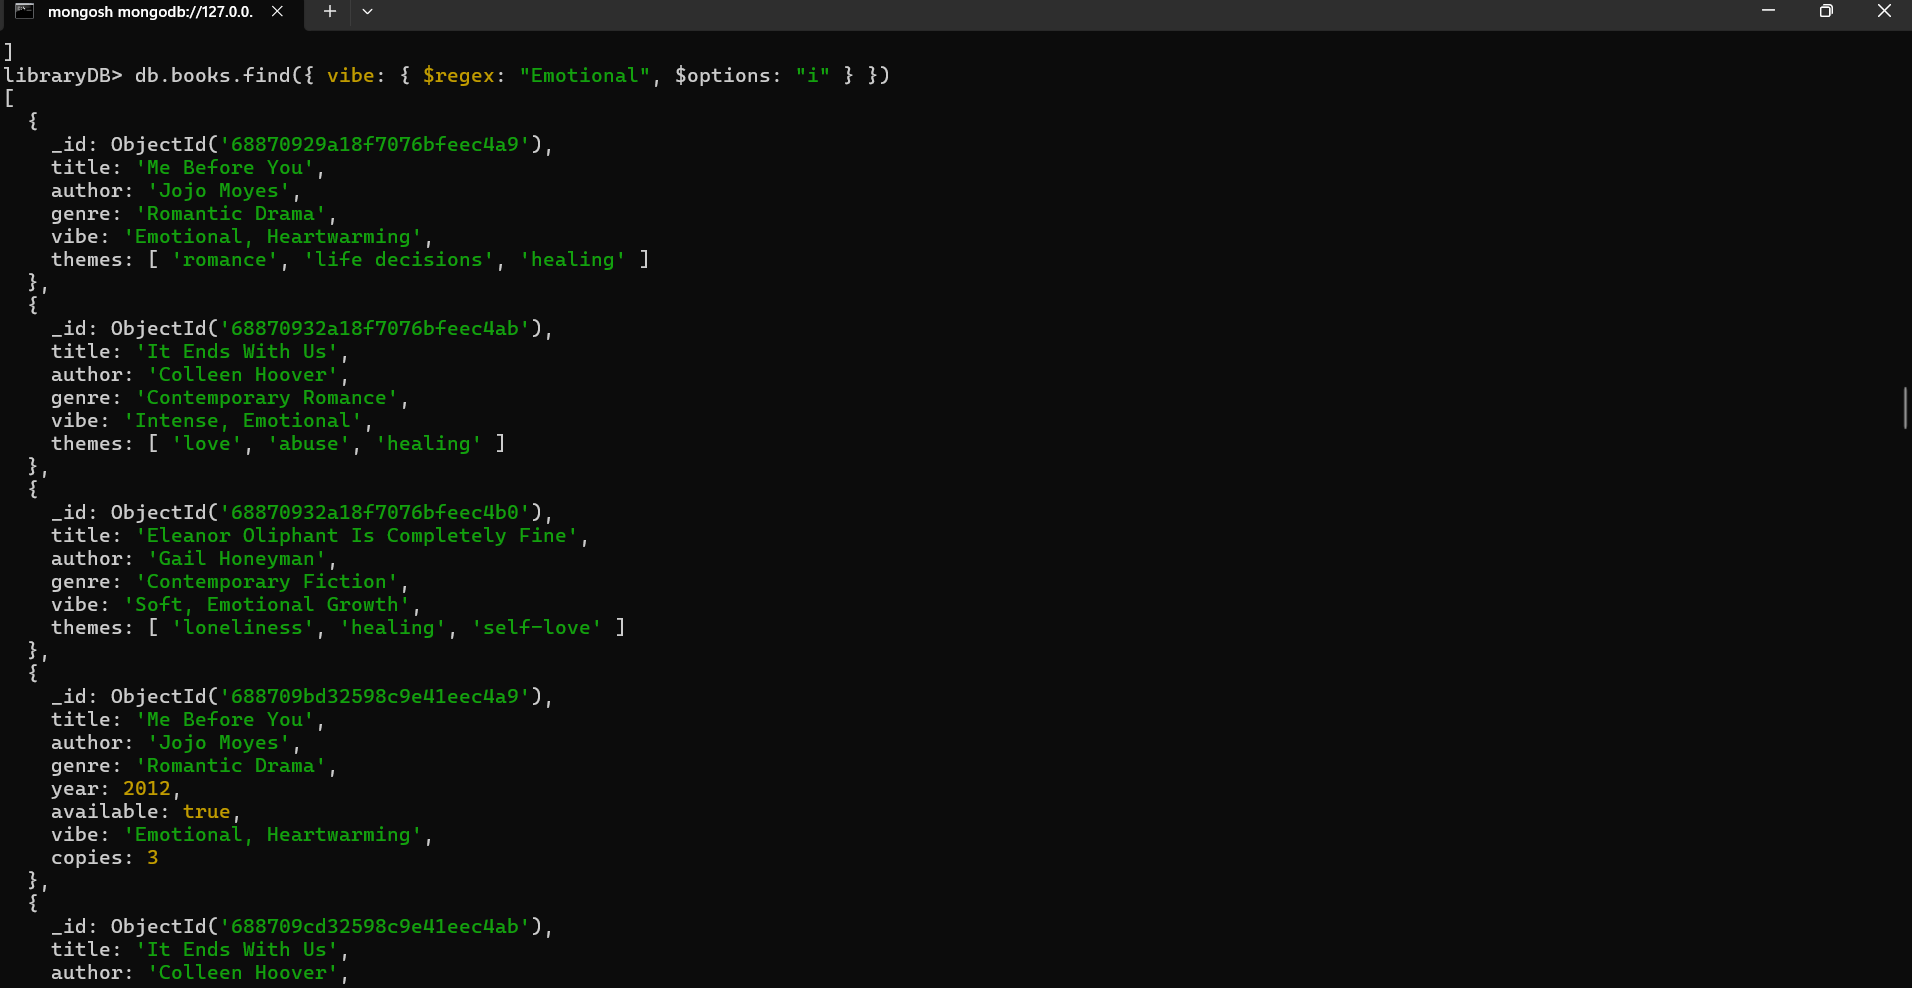 mongosh mongodb://127.0.0.
]
libraryDB> db.books.find({ vibe: { $regex: "Emotional", $options: "i" } })
[
  {
    _id: ObjectId('68870929a18f7076bfeec4a9'),
    title: 'Me Before You',
    author: 'Jojo Moyes',
    genre: 'Romantic Drama',
    vibe: 'Emotional, Heartwarming',
    themes: [ 'romance', 'life decisions', 'healing' ]
  },
  {
    _id: ObjectId('68870932a18f7076bfeec4ab'),
    title: 'It Ends With Us',
    author: 'Colleen Hoover',
    genre: 'Contemporary Romance',
    vibe: 'Intense, Emotional',
    themes: [ 'love', 'abuse', 'healing' ]
  },
  {
    _id: ObjectId('68870932a18f7076bfeec4b0'),
    title: 'Eleanor Oliphant Is Completely Fine',
    author: 'Gail Honeyman',
    genre: 'Contemporary Fiction',
    vibe: 'Soft, Emotional Growth',
    themes: [ 'loneliness', 'healing', 'self-love' ]
  },
  {
    _id: ObjectId('688709bd32598c9e41eec4a9'),
    title: 'Me Before You',
    author: 'Jojo Moyes',
    genre: 'Romantic Drama',
    year: 2012,
    available: true,
    vibe: 'Emotional, Heartwarming',
    copies: 3
  },
  {
    _id: ObjectId('688709cd32598c9e41eec4ab'),
    title: 'It Ends With Us',
    author: 'Colleen Hoover',